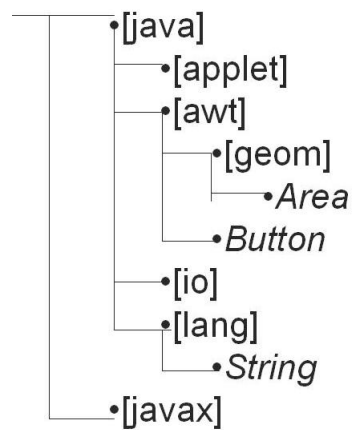 [java]
[applet]
[awt]
[geom]
Area
Button
[io]
[lang]
String
[javax]